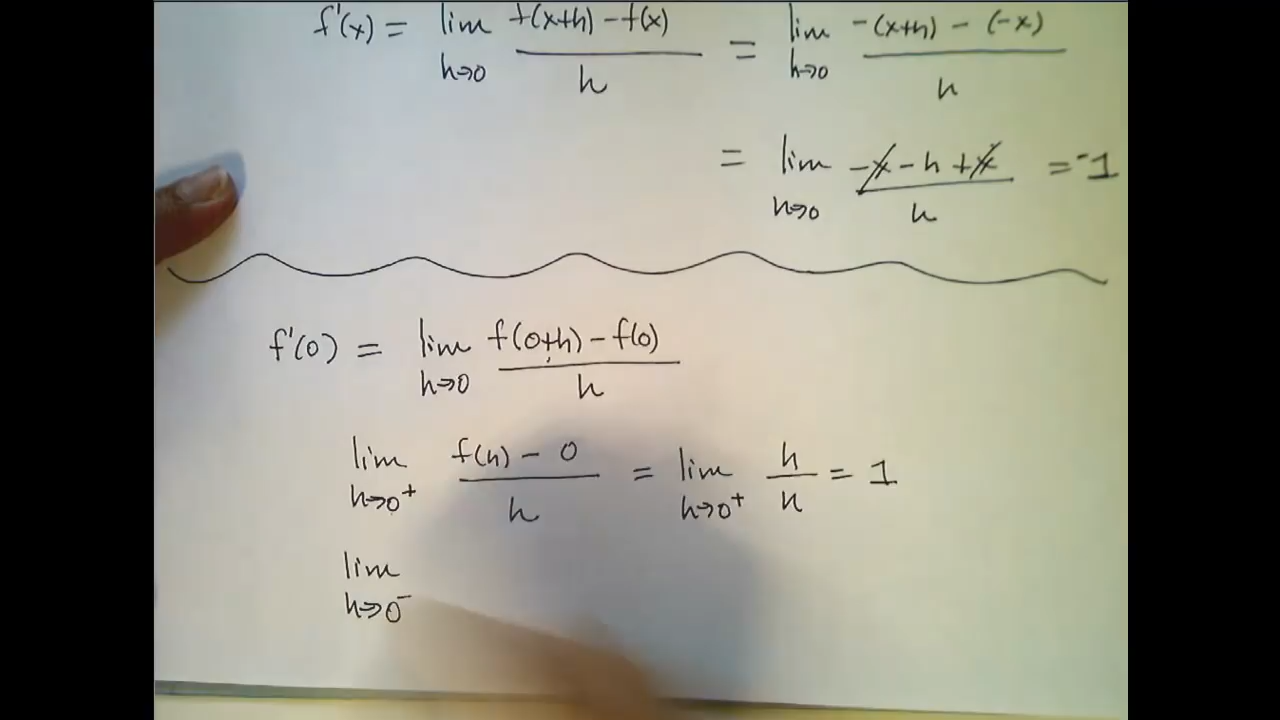 f'(x) = lim h→0 f(x+h) - f(x) / h = lim h→0 -(x+h) - (-x) / h
= lim h→0 -x - h + x / h = -1
f'(0) = lim h→0 f(0+h) - f(0) / h
lim h→0⁺ f(h) - 0 / h = lim h→0⁺ h / h = 1
lim h→0⁻